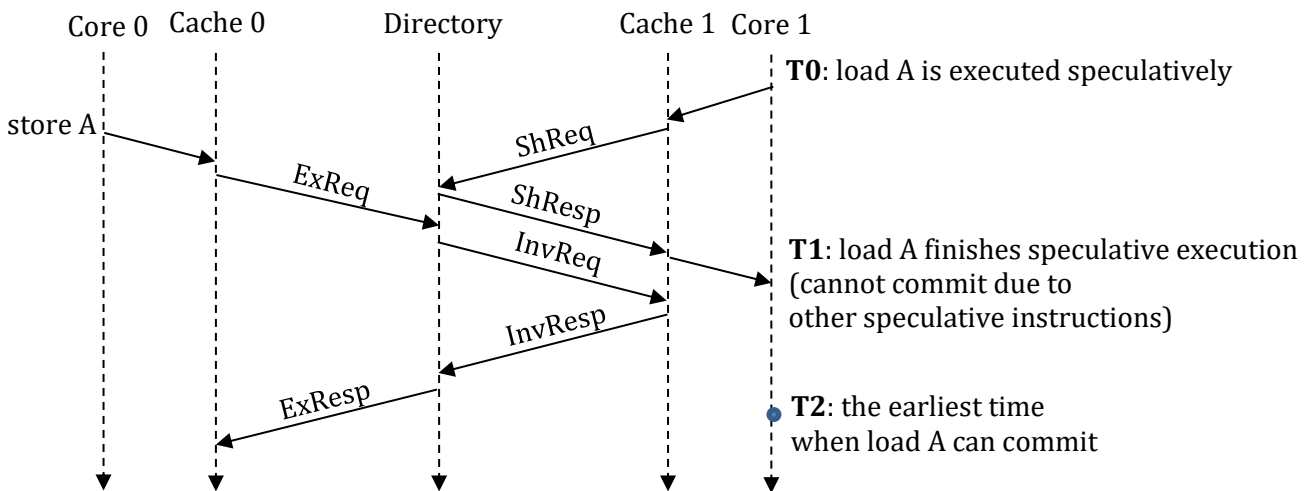 Core 0 Cache 0 Directory Cache 1 Core 1
T0: load A is executed speculatively
store A
ShReq
ExReq
ShResp
InvReq
T1: load A finishes speculative execution
(cannot commit due to
other speculative instructions)
InvResp
ExResp
T2: the earliest time
when load A can commit